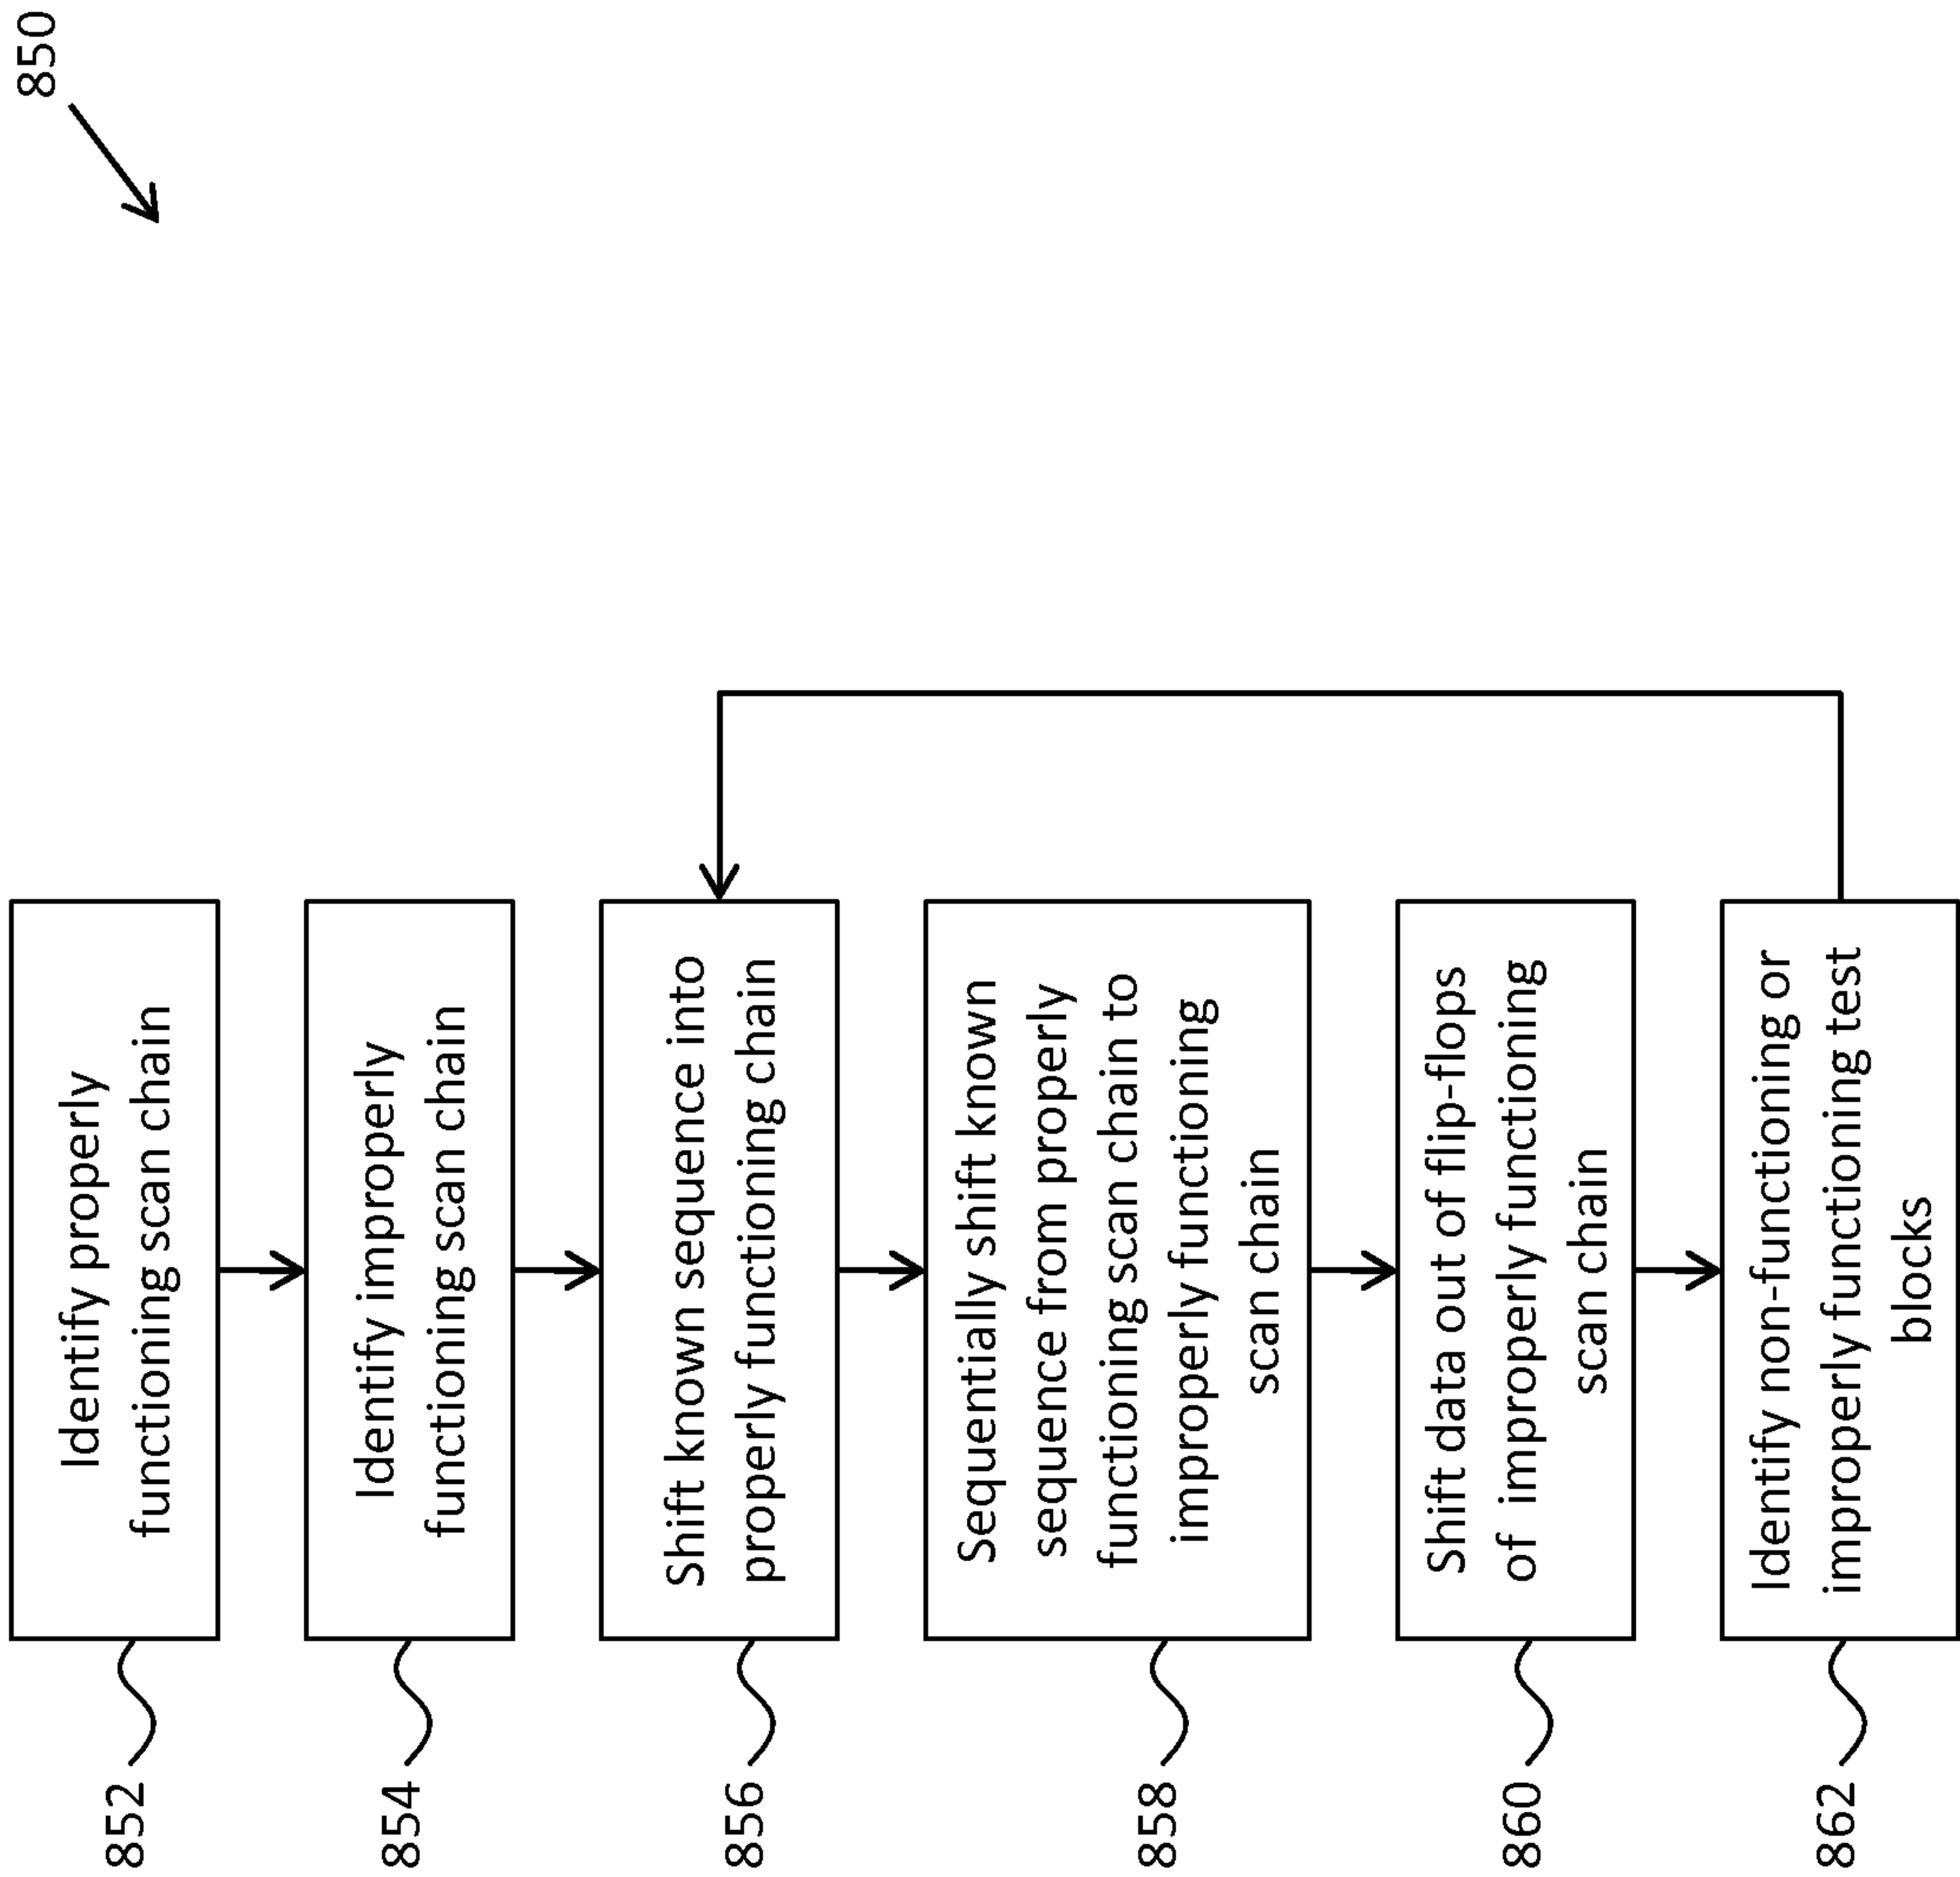 850
852
Identify properly
functioning scan chain
854
Identify improperly
functioning scan chain
856
Shift known sequence into
properly functioning chain
858
Sequentially shift known
sequence from properly
functioning scan chain to
improperly functioning
scan chain
860
Shift data out of flip-flops
of improperly functioning
scan chain
862
Identify non-functioning or
improperly functioning test
blocks